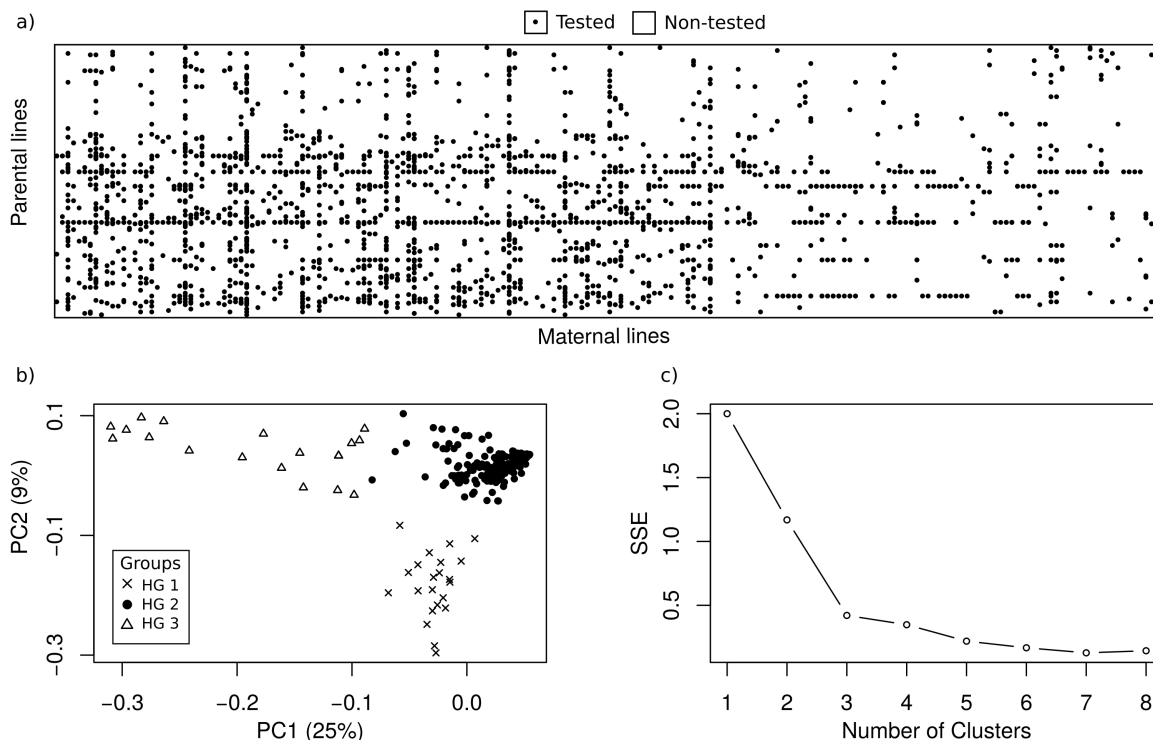 a)
Tested
Non-tested
Parental lines
Maternal lines
b)
0.1
−0.1
−0.3
PC2 (9%)
Groups
HG 1
HG 2
HG 3
−0.3
−0.2
−0.1
0.0
PC1 (25%)
c)
2.0
1.5
1.0
0.5
SSE
1
2
3
4
5
6
7
8
Number of Clusters